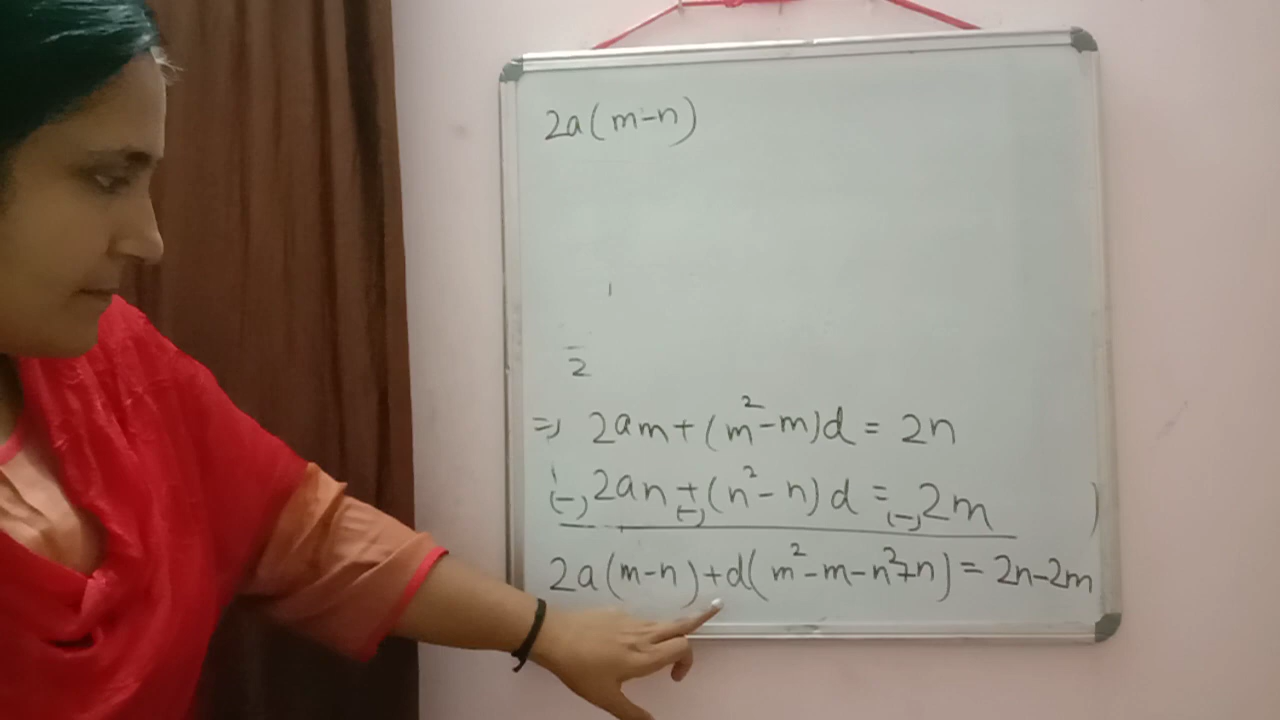 2a(m-n)
2
=> 2am+(m²-m)d = 2n
(-) 2an +(-) (n²-n)d = (-) 2m
2a(m-n)+d(m²-m-n²+n) = 2n-2m